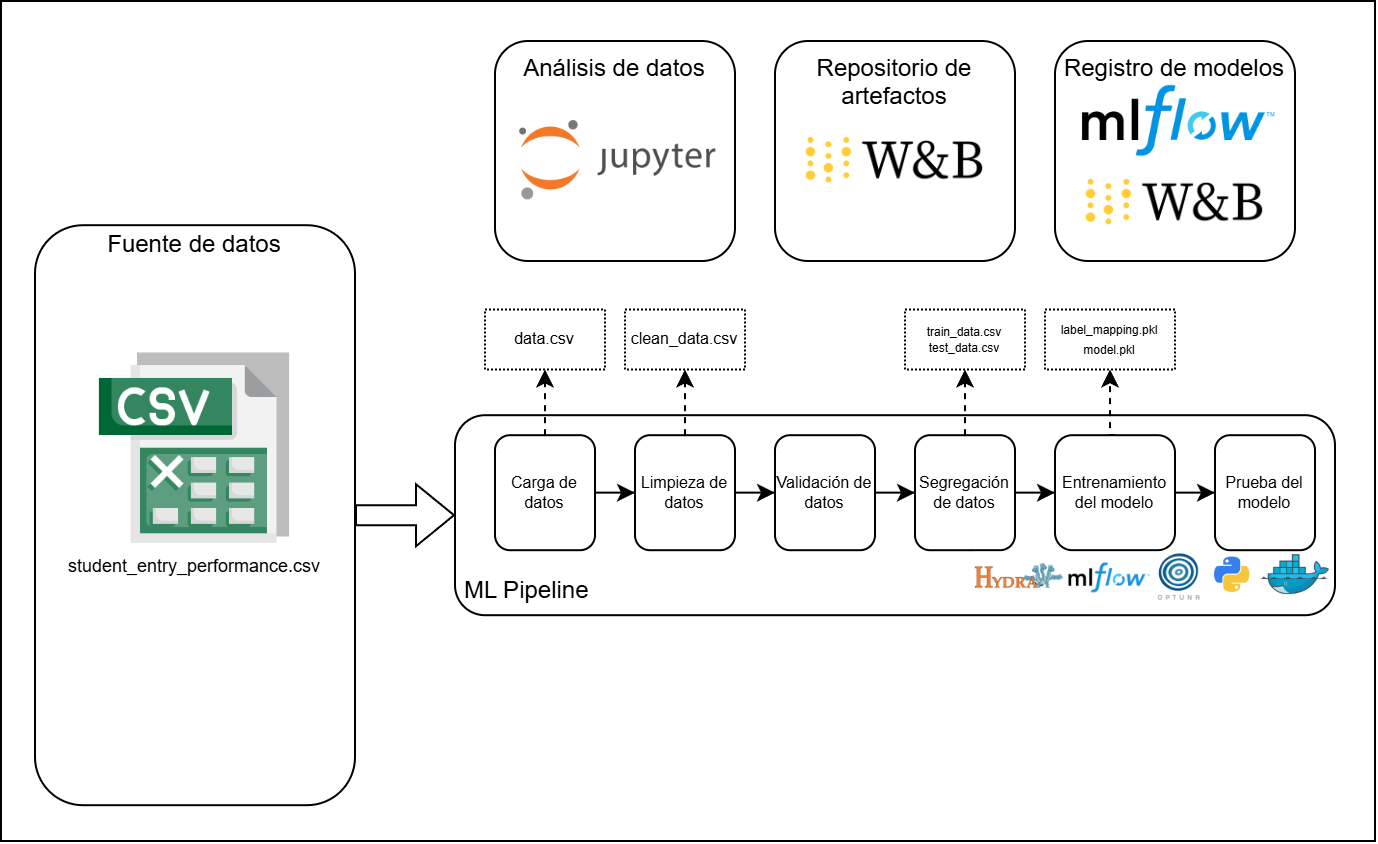 Análisis de datos
jupyter
Repositorio de
artefactos
W&B
Registro de modelos
mlflow™
W&B
Fuente de datos
CSV
student_entry_performance.csv
data.csv
clean_data.csv
train_data.csv
test_data.csv
label_mapping.pkl
model.pkl
Carga de
datos
Limpieza de
datos
Validación de
datos
Segregación
de datos
Entrenamiento
del modelo
Prueba del
modelo
ML Pipeline
HYDRA
mlflow
OPTUNA